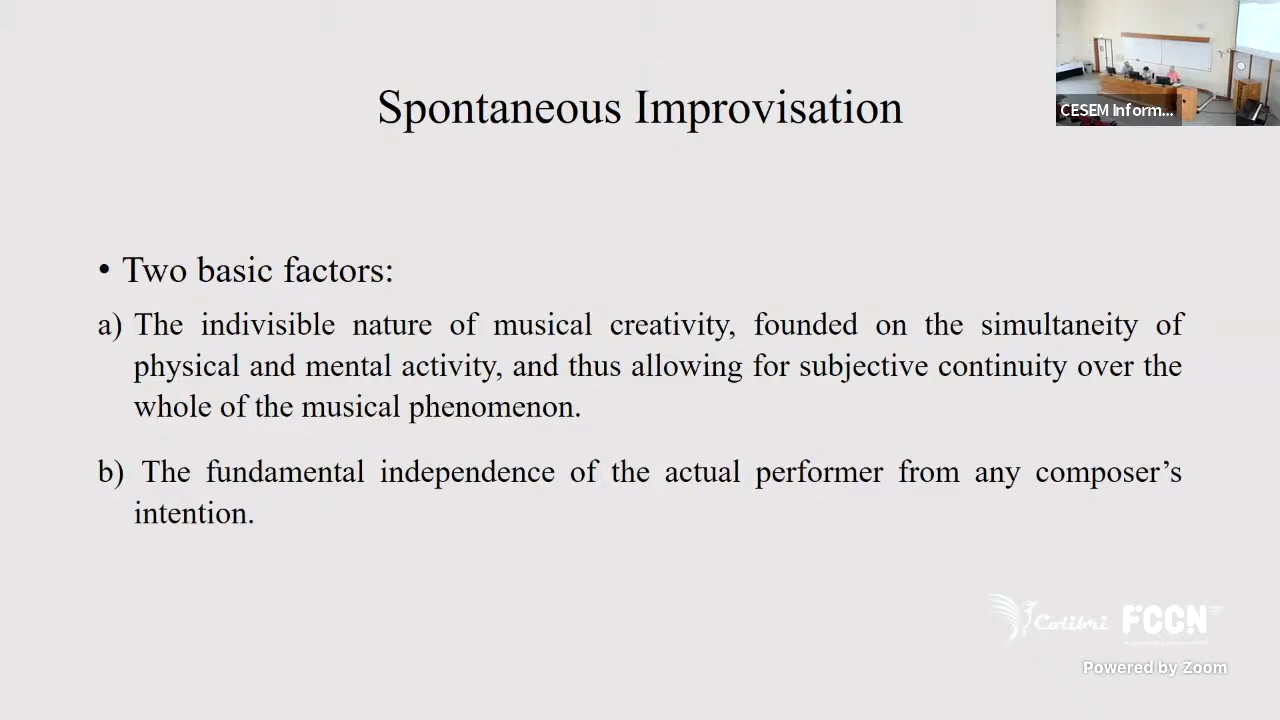 CESEM Inform...
Spontaneous Improvisation
• Two basic factors:
a) The indivisible nature of musical creativity, founded on the simultaneity of
physical and mental activity, and thus allowing for subjective continuity over the
whole of the musical phenomenon.
b) The fundamental independence of the actual performer from any composer’s
intention.
Colibri FCCN
Powered by Zoom